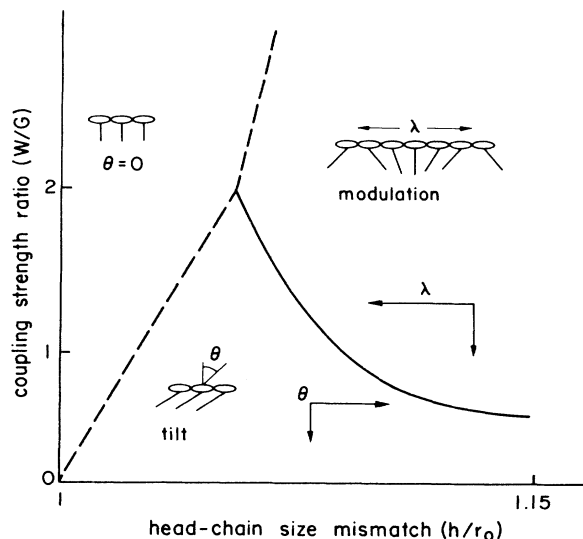 coupling strength ratio (W/G)
2
1
0
θ=0
λ
modulation
λ
θ
tilt
θ
1
1.15
head-chain size mismatch (h/r₀)